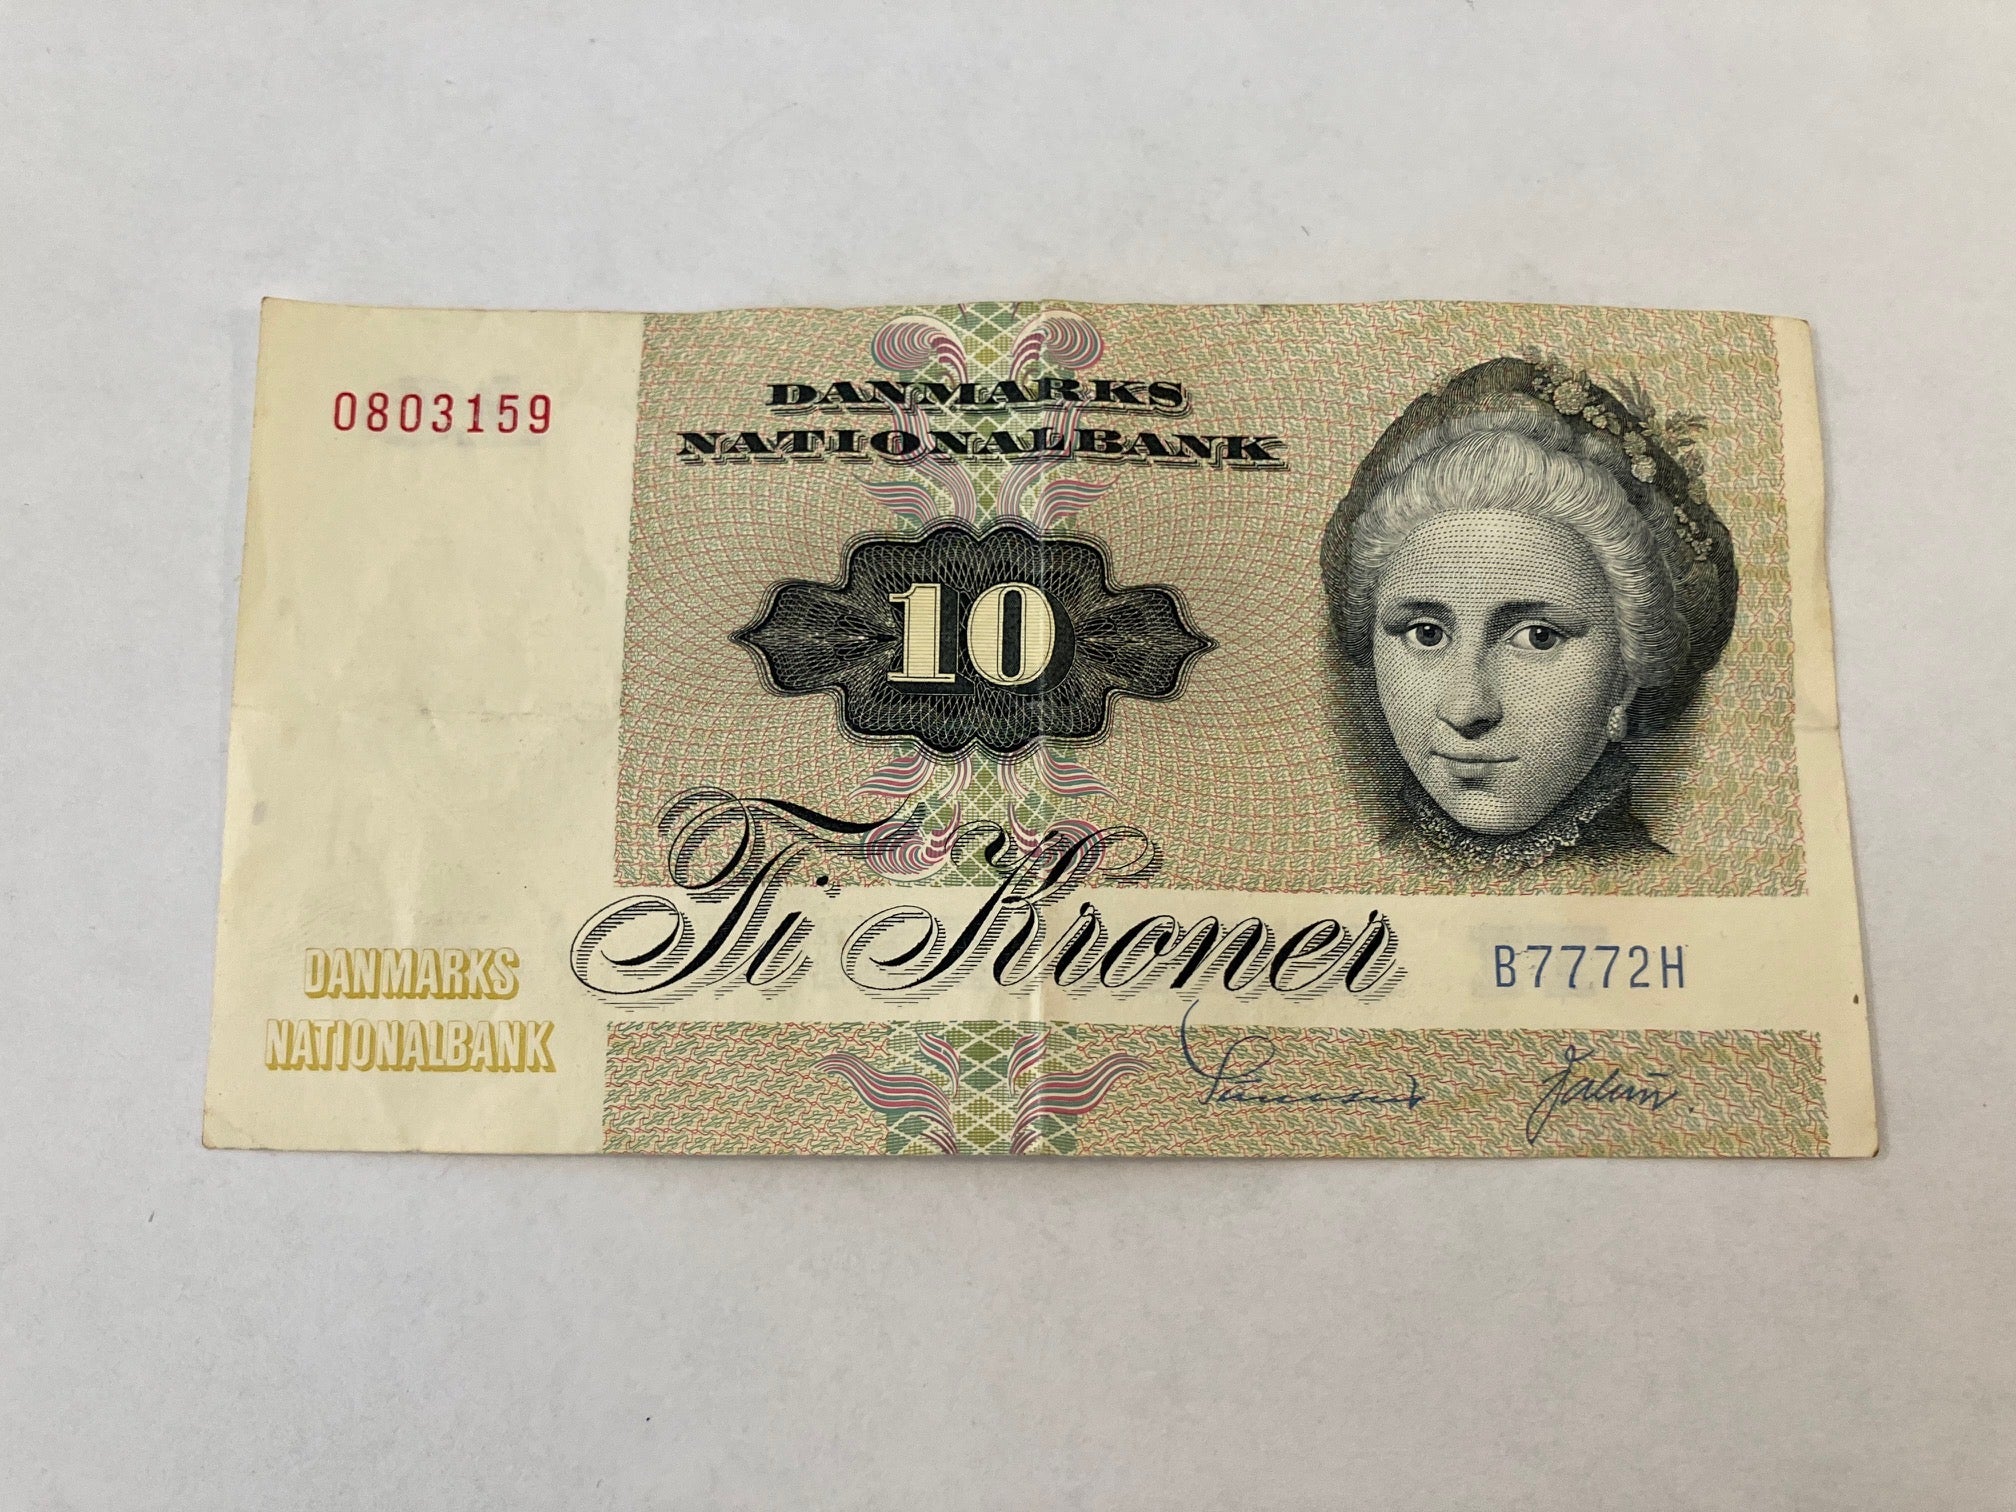 0803159
DANMARKS
NATIONALBANK
10
Ti Kroner
B7772H
DANMARKS
NATIONALBANK